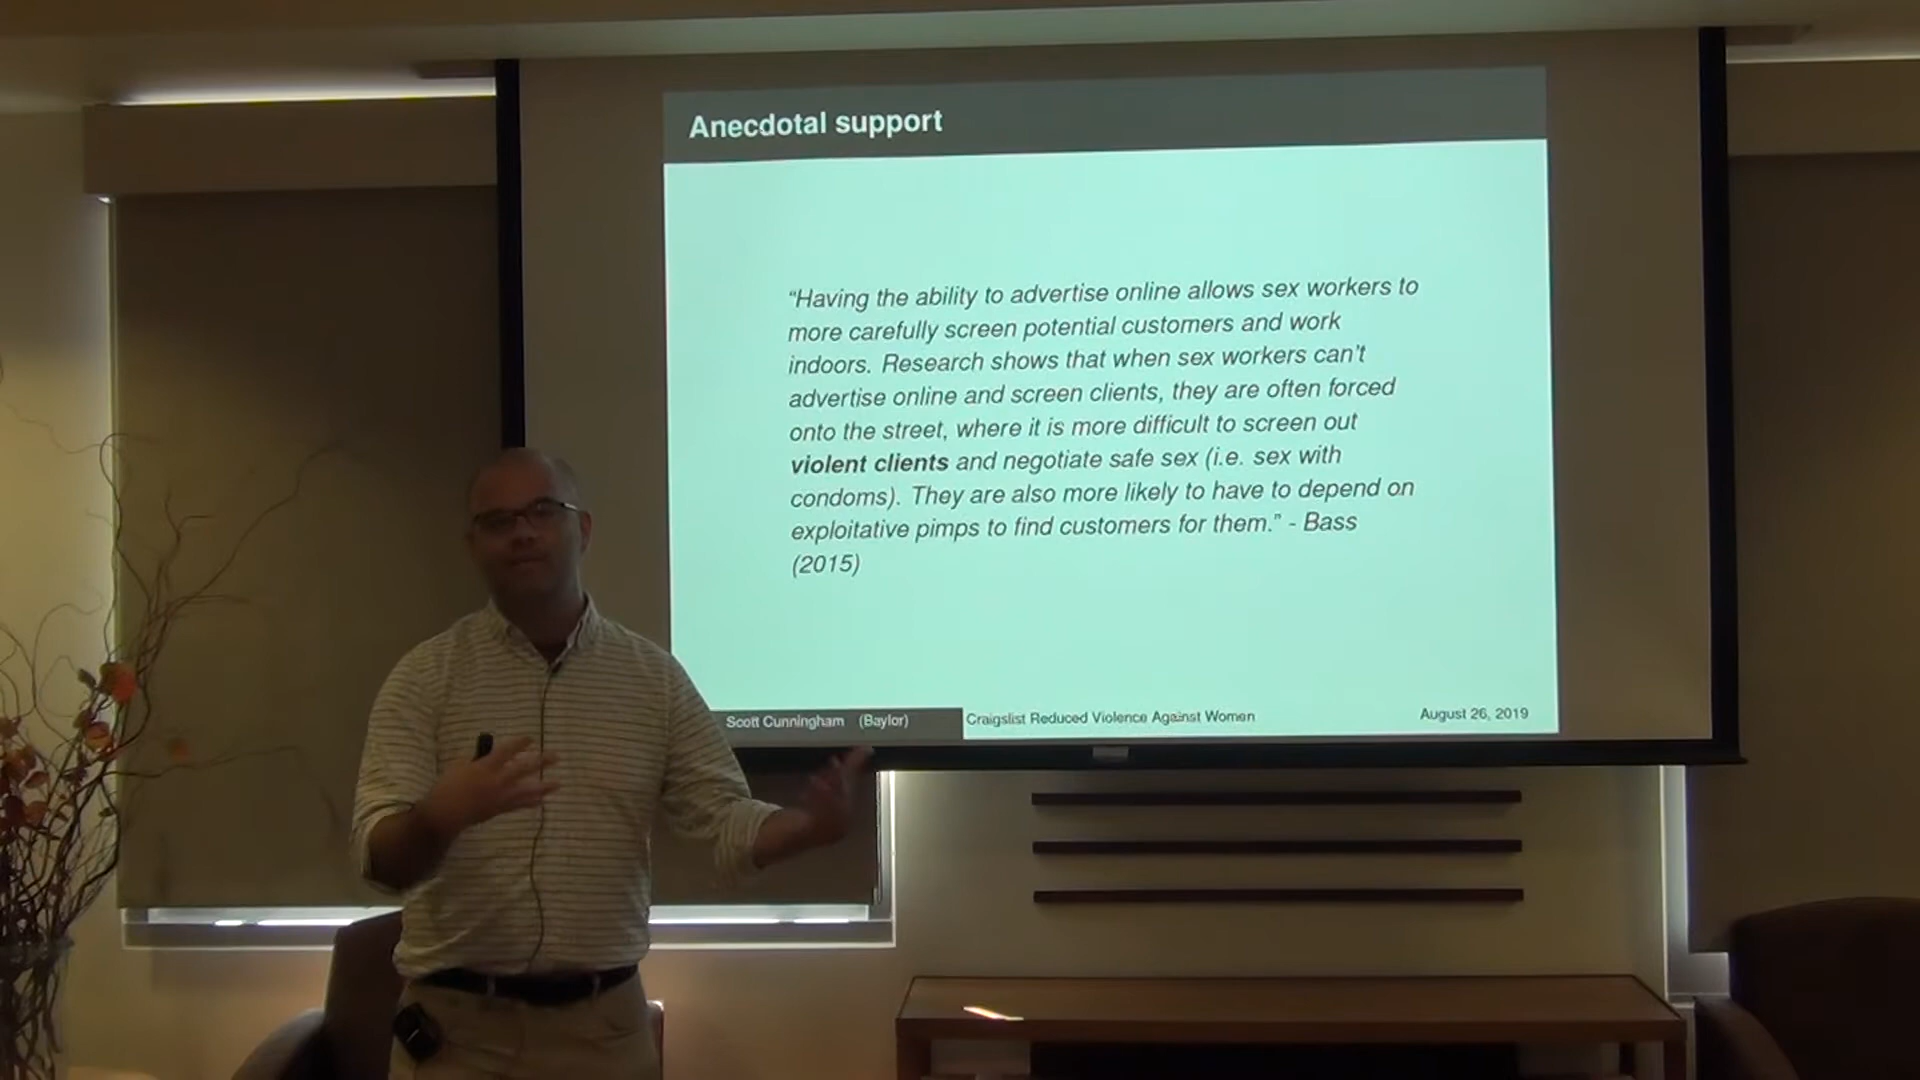 Anecdotal support
“Having the ability to advertise online allows sex workers to
more carefully screen potential customers and work
indoors. Research shows that when sex workers can’t
advertise online and screen clients, they are often forced
onto the street, where it is more difficult to screen out
violent clients and negotiate safe sex (i.e. sex with
condoms). They are also more likely to have to depend on
exploitative pimps to find customers for them.” - Bass
(2015)
Scott Cunningham (Baylor)
Craigslist Reduced Violence Against Women
August 26, 2019